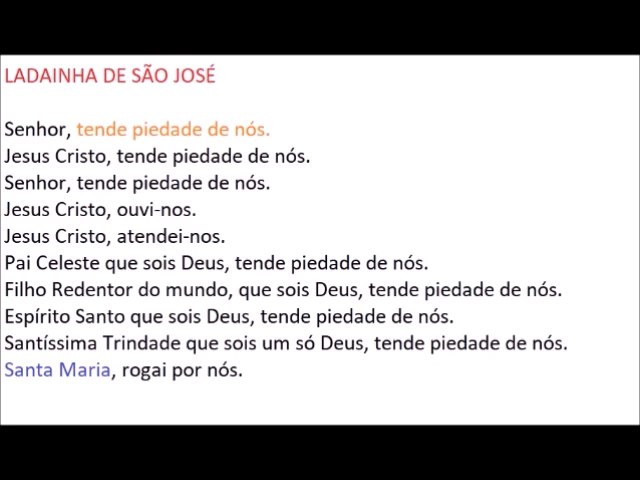 LADAINHA DE SÃO JOSÉ
Senhor, tende piedade de nós.
Jesus Cristo, tende piedade de nós.
Senhor, tende piedade de nós.
Jesus Cristo, ouvi-nos.
Jesus Cristo, atendei-nos.
Pai Celeste que sois Deus, tende piedade de nós.
Filho Redentor do mundo, que sois Deus, tende piedade de nós.
Espírito Santo que sois Deus, tende piedade de nós.
Santíssima Trindade que sois um só Deus, tende piedade de nós.
Santa Maria, rogai por nós.